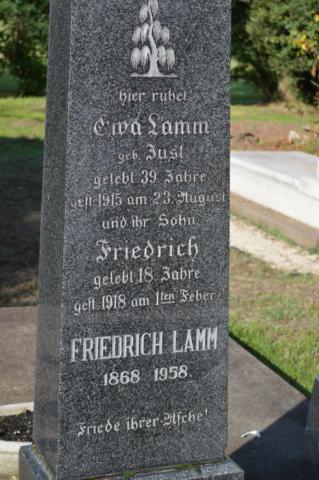 hier ruhet
Ewa Lamm
geb. Just
gelebt 39 Jahre
gest 1915 am 23. August
und ihr Sohn
Friedrich
gelebt 18 Jahre
gest. 1918 am 1ten Feber.
FRIEDRICH LAMM
1868 1958.
Friede ihrer Asche!